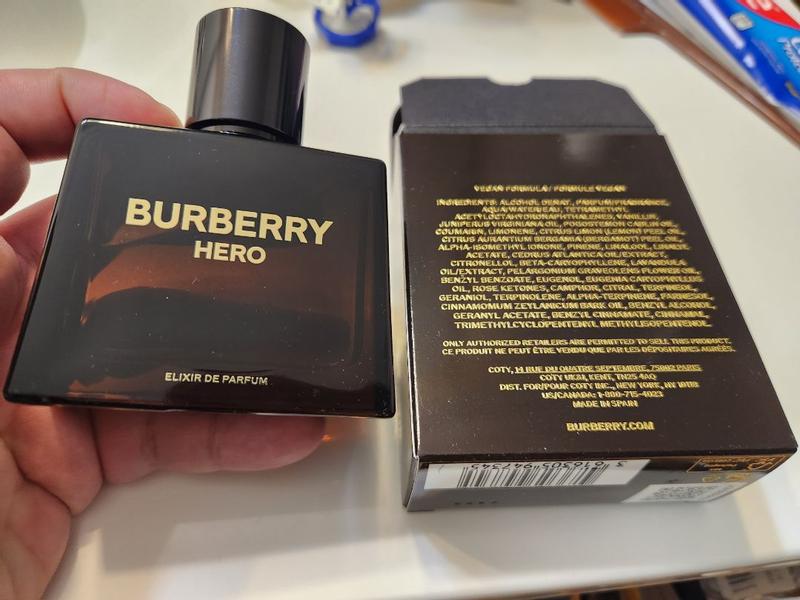 BURBERRY
HERO
ELIXIR DE PARFUM
VEGAN FORMULA / FORMULE VEGAN
INGREDIENTS: ALCOHOL DENAT., PARFUM/FRAGRANCE,
AQUA/WATER/EAU, TETRAMETHYL
ACETYLOCTAHYDRONAPHTHALENES, VANILLIN,
JUNIPERUS VIRGINIANA OIL, POGOSTEMON CABLIN OIL,
COUMARIN, LIMONENE, CITRUS LIMON (LEMON) PEEL OIL,
CITRUS AURANTIUM BERGAMIA (BERGAMOT) PEEL OIL,
ALPHA-ISOMETHYL IONONE, PINENE, LINALOOL, LINALYL
ACETATE, CEDRUS ATLANTICA OIL/EXTRACT,
CITRONELLOL, BETA-CARYOPHYLLENE, LAVANDULA
OIL/EXTRACT, PELARGONIUM GRAVEOLENS FLOWER OIL,
BENZYL BENZOATE, EUGENOL, EUGENIA CARYOPHYLLUS
OIL, ROSE KETONES, CAMPHOR, CITRAL, TERPINEOL,
GERANIOL, TERPINOLENE, ALPHA-TERPINENE, FARNESOL,
CINNAMOMUM ZEYLANICUM BARK OIL, BENZYL ALCOHOL,
GERANYL ACETATE, BENZYL CINNAMATE, CINNAMAL,
TRIMETHYLCYCLOPENTENYL METHYLISOPENTENOL.
ONLY AUTHORIZED RETAILERS ARE PERMITTED TO SELL THIS PRODUCT.
CE PRODUIT NE PEUT ÊTRE VENDU QUE PAR LES DÉPOSITAIRES AGRÉÉS.
COTY, 14 RUE DU QUATRE SEPTEMBRE, 75002 PARIS
COTY UK&I, KENT, TN25 4AQ
DIST. FOR/POUR COTY INC., NEW YORK, NY 10118
US/CANADA: 1-800-715-4023
MADE IN SPAIN
BURBERRY.COM
3 616305 947345